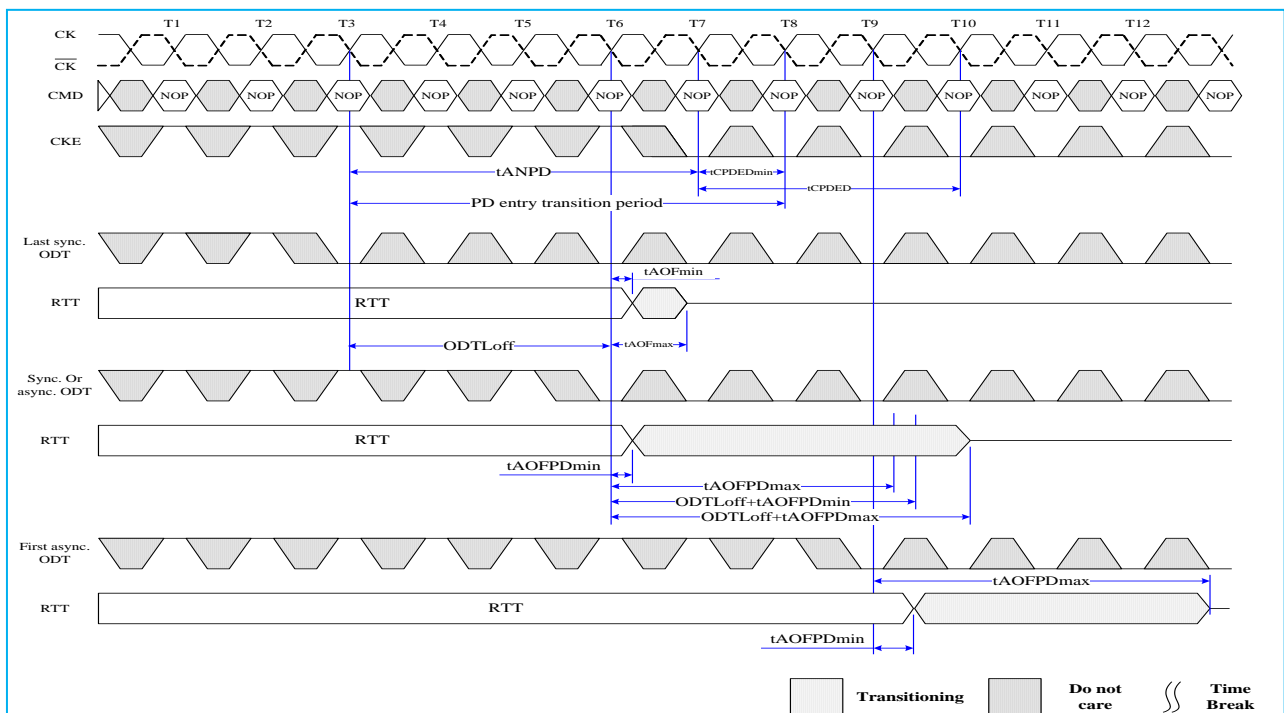 T1 T2 T3 T4 T5 T6 T7 T8 T9 T10 T11 T12
CK
CK
CMD NOP NOP NOP NOP NOP NOP NOP NOP NOP NOP NOP NOP NOP
CKE
tANPD tCPDEDmin
tCPDED
PD entry transition period
Last sync.
ODT
tAOFmin
RTT RTT
ODTLoff tAOFmax
Sync. Or
async. ODT
RTT RTT
tAOFPDmin
tAOFPDmax
ODTLoff+tAOFPDmin
ODTLoff+tAOFPDmax
First async.
ODT
tAOFPDmax
RTT RTT
tAOFPDmin
Transitioning Do not
care Time
Break